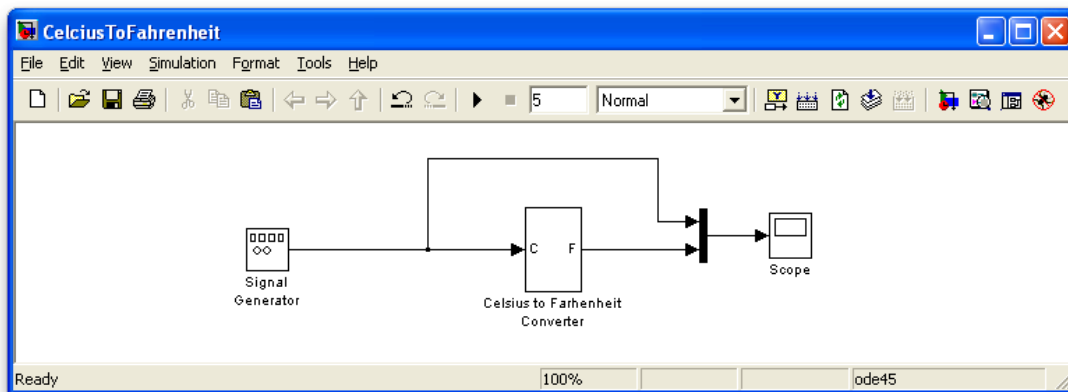 CelciusToFahrenheit
File Edit View Simulation Format Tools Help
5 Normal
C F
Signal
Generator
Celsius to Farhenheit
Converter
Scope
Ready 100% ode45